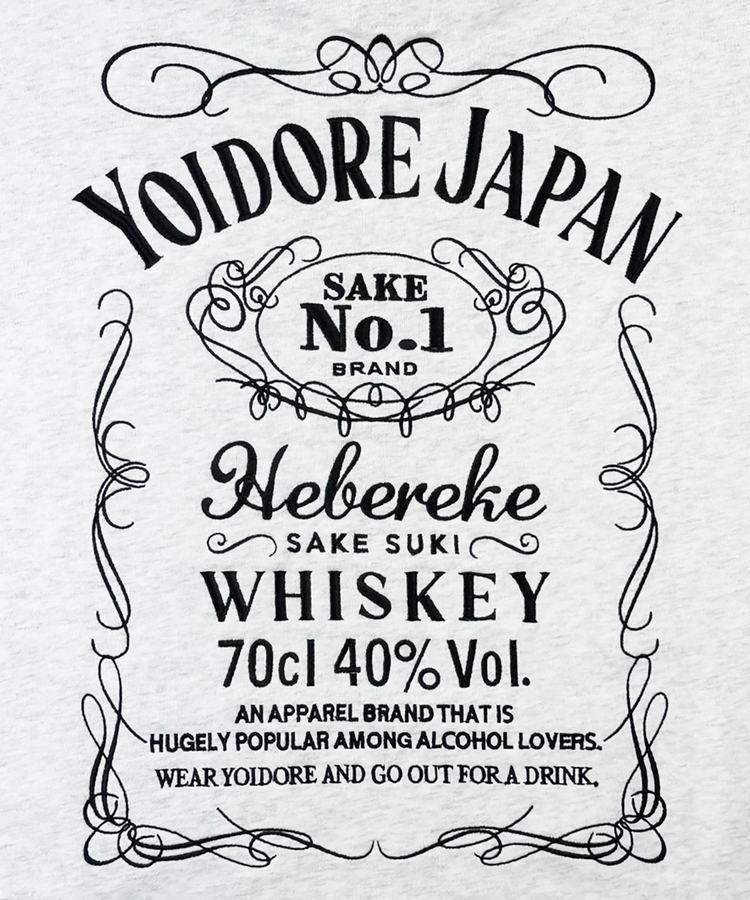 YOIDORE JAPAN
SAKE
No.1
BRAND
Hebereke
SAKE SUKI
WHISKEY
70cl 40% Vol.
AN APPAREL BRAND THAT IS
HUGELY POPULAR AMONG ALCOHOL LOVERS.
WEAR YOIDORE AND GO OUT FOR A DRINK.